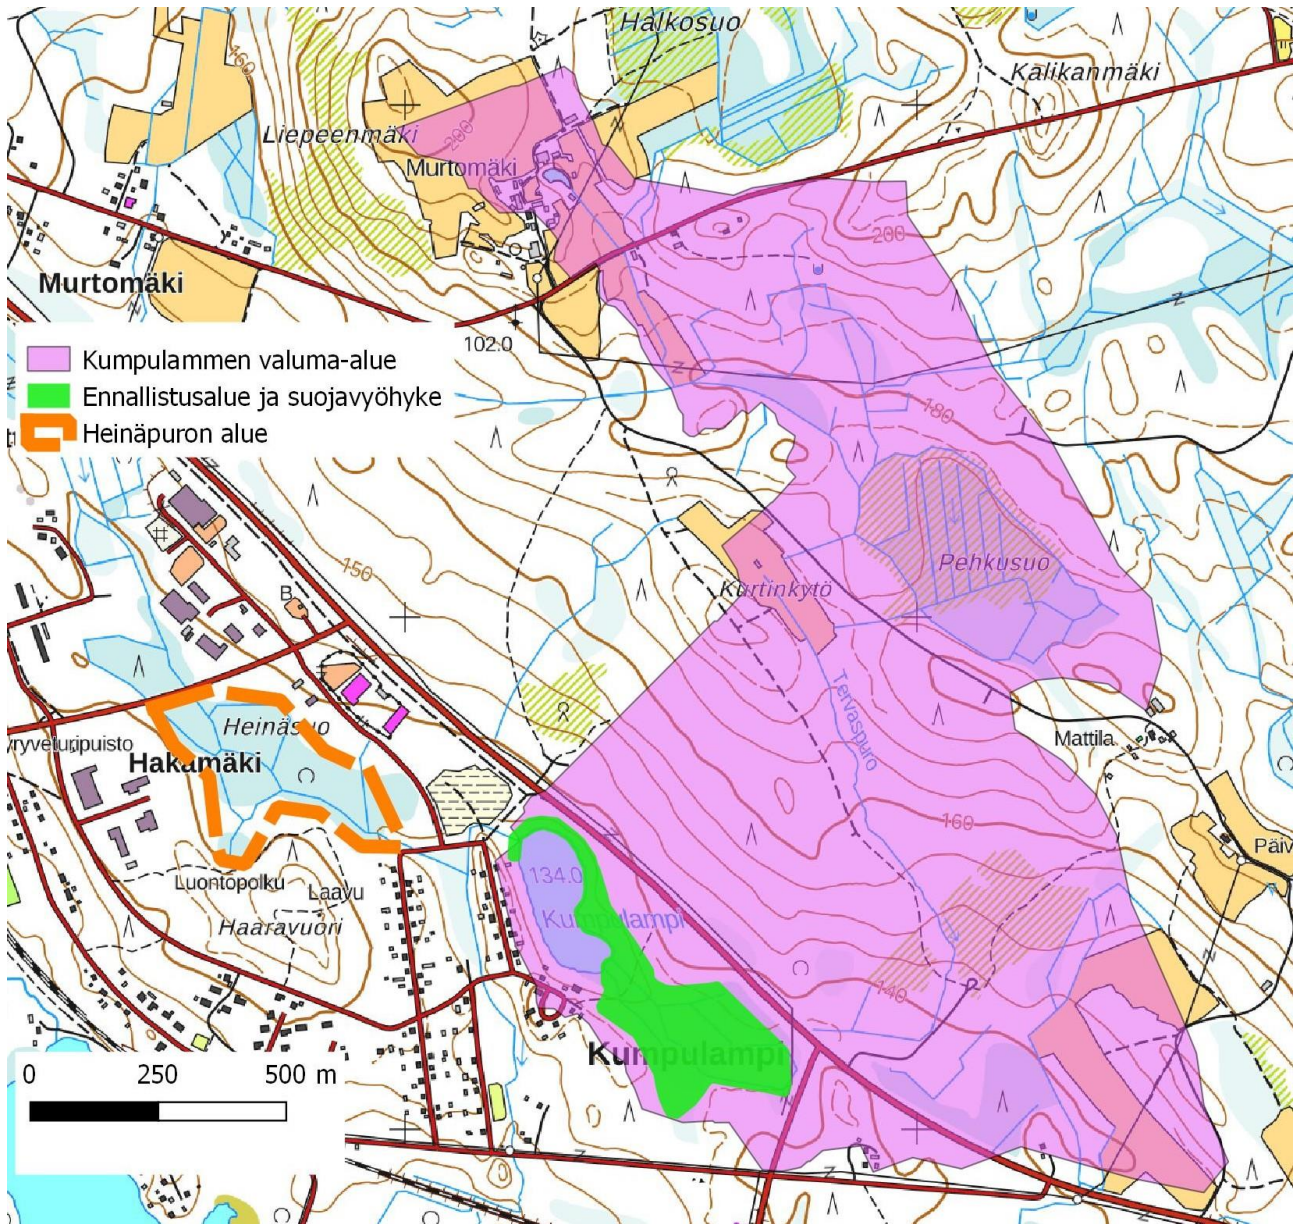 Halkosuo
Kalikanmäki
160
Liepeenmäki
200
Murtomäki
200
Murtomäki
102.0
Kumpulammen valuma-alue
Ennallistusalue ja suojavyöhyke
Heinäpuron alue
180
Pehkusuo
150
B
Kurtinkytö
Tervaspuro
Heinäsuo
Mattila
ryveturipuisto
Hakamäki
160
Päiv
134.0
Luontopolku
Laavu
Kumpulampi
Haaravuori
140
P
Kumpulampi
0 250 500 m